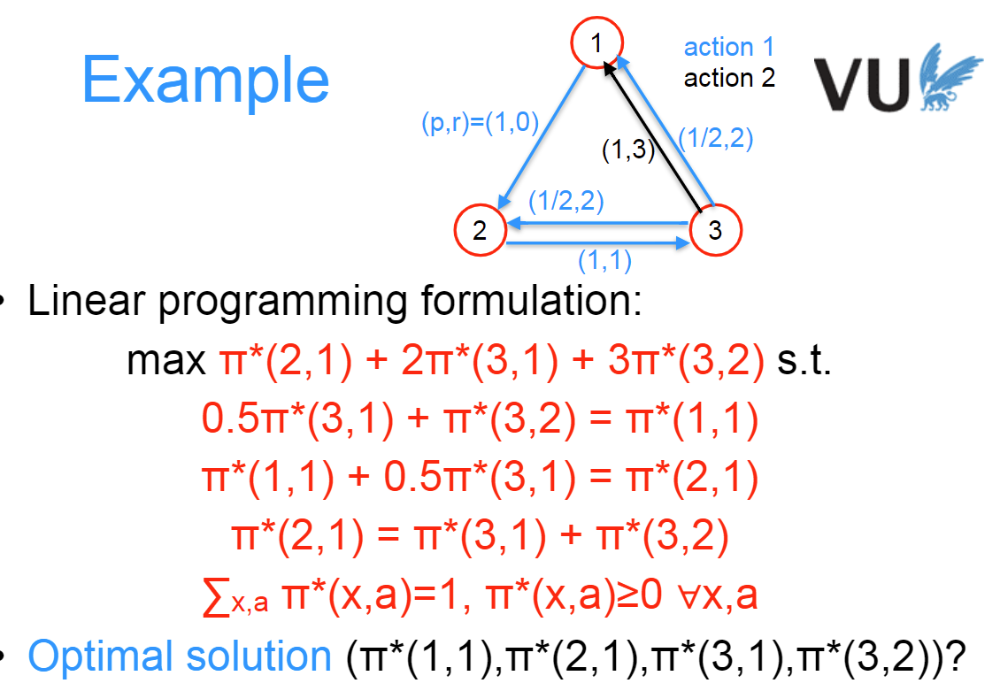 Example
1
action 1
action 2
VU
(p,r)=(1,0)
(1,3)
(1/2,2)
(1/2,2)
2
3
(1,1)
• Linear programming formulation:
max π*(2,1) + 2π*(3,1) + 3π*(3,2) s.t.
0.5π*(3,1) + π*(3,2) = π*(1,1)
π*(1,1) + 0.5π*(3,1) = π*(2,1)
π*(2,1) = π*(3,1) + π*(3,2)
∑x,a π*(x,a)=1, π*(x,a)≥0 ∀x,a
• Optimal solution (π*(1,1),π*(2,1),π*(3,1),π*(3,2))?